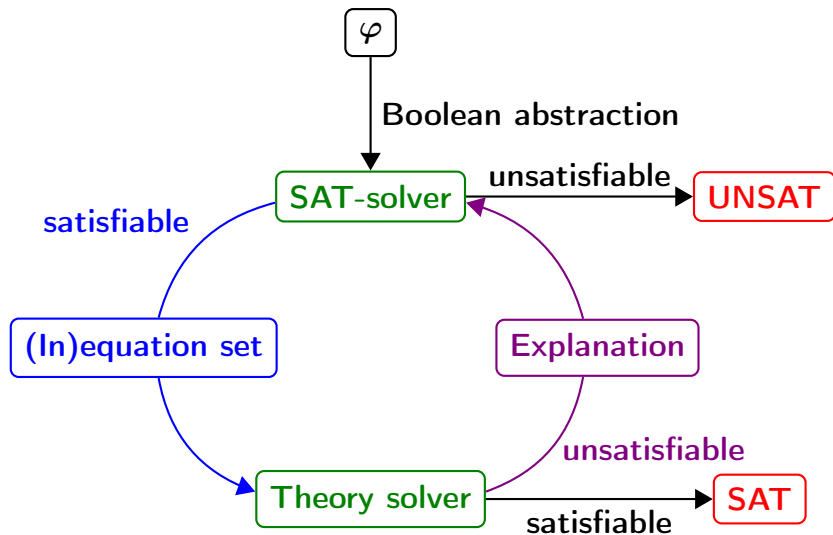 φ
Boolean abstraction
SAT-solver
unsatisfiable
UNSAT
satisfiable
(In)equation set
Explanation
unsatisfiable
Theory solver
satisfiable
SAT